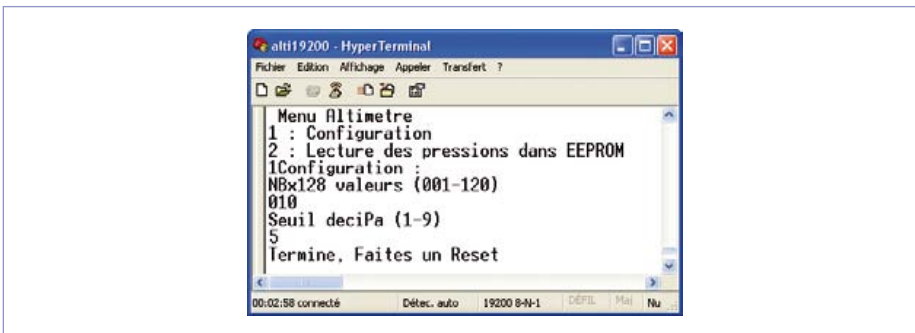 alti19200 - HyperTerminal
Fichier Edition Affichage Appeler Transfert ?
Menu Altimetre
1 : Configuration
2 : Lecture des pressions dans EEPROM
1Configuration :
NBx128 valeurs (001-120)
010
Seuil deciPa (1-9)
5
Termine, Faites un Reset
00:02:58 connecté Détec. auto 19200 8-N-1 DÉFIL Maj Nu